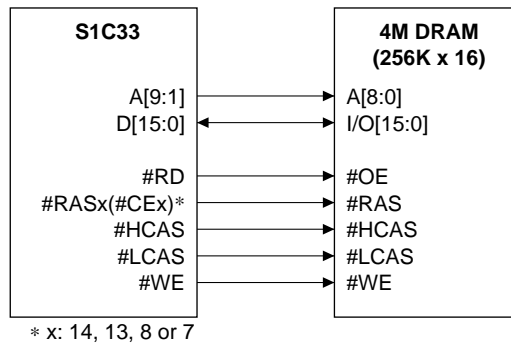 S1C33
4M DRAM
(256K x 16)
A[9:1]
A[8:0]
D[15:0]
I/O[15:0]
#RD
#OE
#RASx(#CEx)*
#RAS
#HCAS
#HCAS
#LCAS
#LCAS
#WE
#WE
* x: 14, 13, 8 or 7